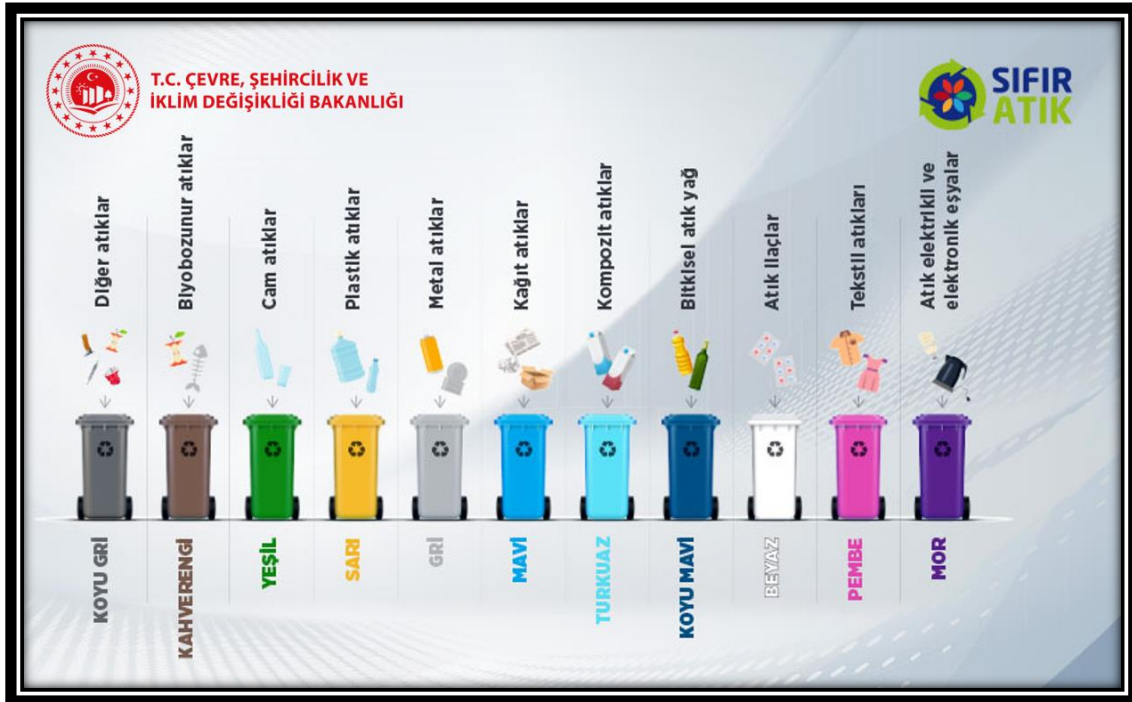 T.C. ÇEVRE, ŞEHİRCİLİK VE
İKLİM DEĞİŞİKLİĞİ BAKANLIĞI
SIFIR
ATIK
Diğer atıklar
Biyobozunur atıklar
Cam atıklar
Plastik atıklar
Metal atıklar
Kağıt atıklar
Kompozit atıklar
Bitkisel atık yağ
Atık ilaçlar
Tekstil atıkları
Atık elektrikli ve
elektronik eşyalar
KOYU GRİ
KAHVERENGİ
YEŞİL
SARI
GRİ
MAVİ
TURKUAZ
KOYU MAVİ
BEYAZ
PEMBE
MOR